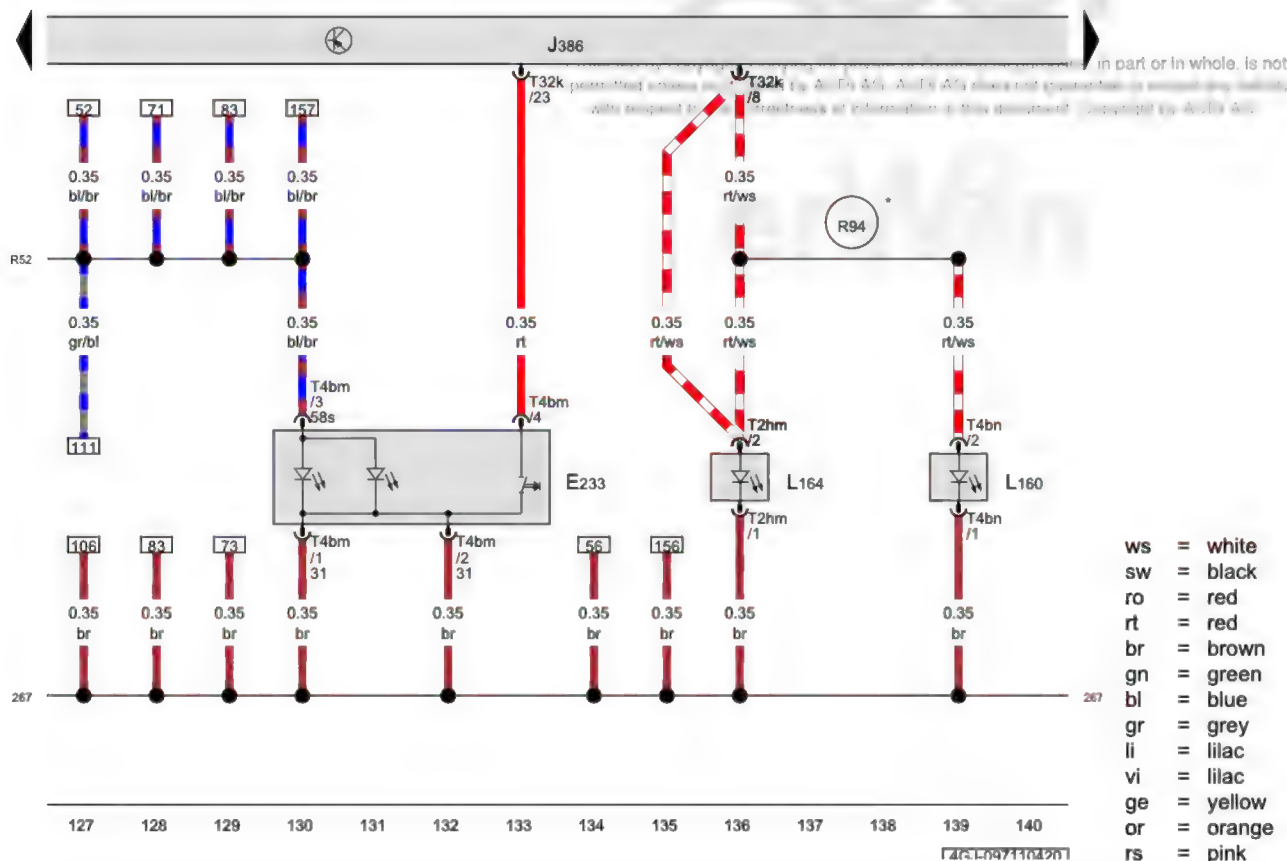 J386
in part or in whole, is not
T32k
/23
T32k
/8
52
71
83
157
0.35
bl/br
0.35
bl/br
0.35
bl/br
0.35
bl/br
0.35
rt/ws
R94
*
R52
0.35
gr/bl
0.35
bl/br
0.35
rt
0.35
rt/ws
0.35
rt/ws
0.35
rt/ws
T4bm
/3
58s
T4bm
/4
T2hm
/2
T4bn
/2
111
E233
L164
L160
T4bm
/1
31
T4bm
/2
31
T2hm
/1
T4bn
/1
106
83
73
56
156
0.35
br
0.35
br
0.35
br
0.35
br
0.35
br
0.35
br
0.35
br
0.35
br
0.35
br
267
267
ws = white
sw = black
ro = red
rt = red
br = brown
gn = green
bl = blue
gr = grey
li = lilac
vi = lilac
ge = yellow
or = orange
rs = pink
127 128 129 130 131 132 133 134 135 136 137 138 139 140